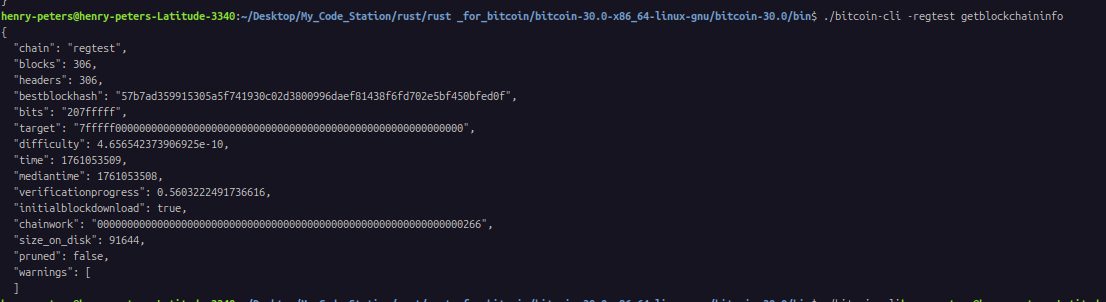 }
henry-peters@henry-peters-Latitude-3340:~/Desktop/My_Code_Station/rust/rust _for_bitcoin/bitcoin-30.0-x86_64-linux-gnu/bitcoin-30.0/bin$ ./bitcoin-cli -regtest getblockchaininfo
{
  "chain": "regtest",
  "blocks": 306,
  "headers": 306,
  "bestblockhash": "57b7ad359915305a5f741930c02d3800996daef81438f6fd702e5bf450bfed0f",
  "bits": "207fffff",
  "target": "7fffff0000000000000000000000000000000000000000000000000000000000",
  "difficulty": 4.656542373906925e-10,
  "time": 1761053509,
  "mediantime": 1761053508,
  "verificationprogress": 0.5603222491736616,
  "initialblockdownload": true,
  "chainwork": "0000000000000000000000000000000000000000000000000000000000000266",
  "size_on_disk": 91644,
  "pruned": false,
  "warnings": [
  ]